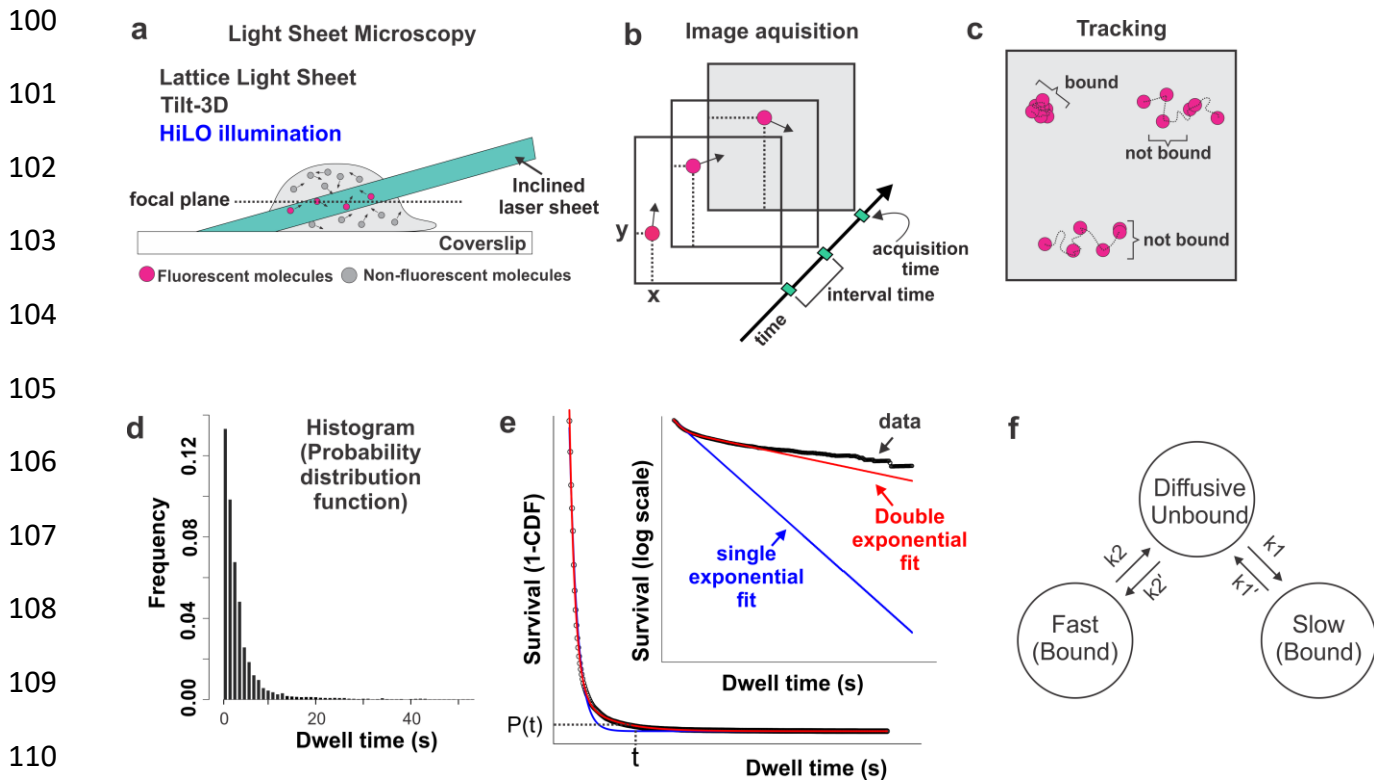 100
101
102
103
104
105
106
107
108
109
110
a
Light Sheet Microscopy
Lattice Light Sheet
Tilt-3D
HiLO illumination
focal plane
Inclined
laser sheet
Coverslip
Fluorescent molecules
Non-fluorescent molecules
b
Image aquisition
y
x
acquisition
time
interval time
time
c
Tracking
bound
not bound
not bound
d
Histogram
(Probability
distribution
function)
Frequency
0.12
0.08
0.04
0.00
0
20
40
Dwell time (s)
e
Survival (1-CDF)
P(t)
t
Dwell time (s)
Survival (log scale)
data
Double
exponential
fit
single
exponential
fit
Dwell time (s)
f
Diffusive
Unbound
k2
k2'
k1
k1'
Fast
(Bound)
Slow
(Bound)